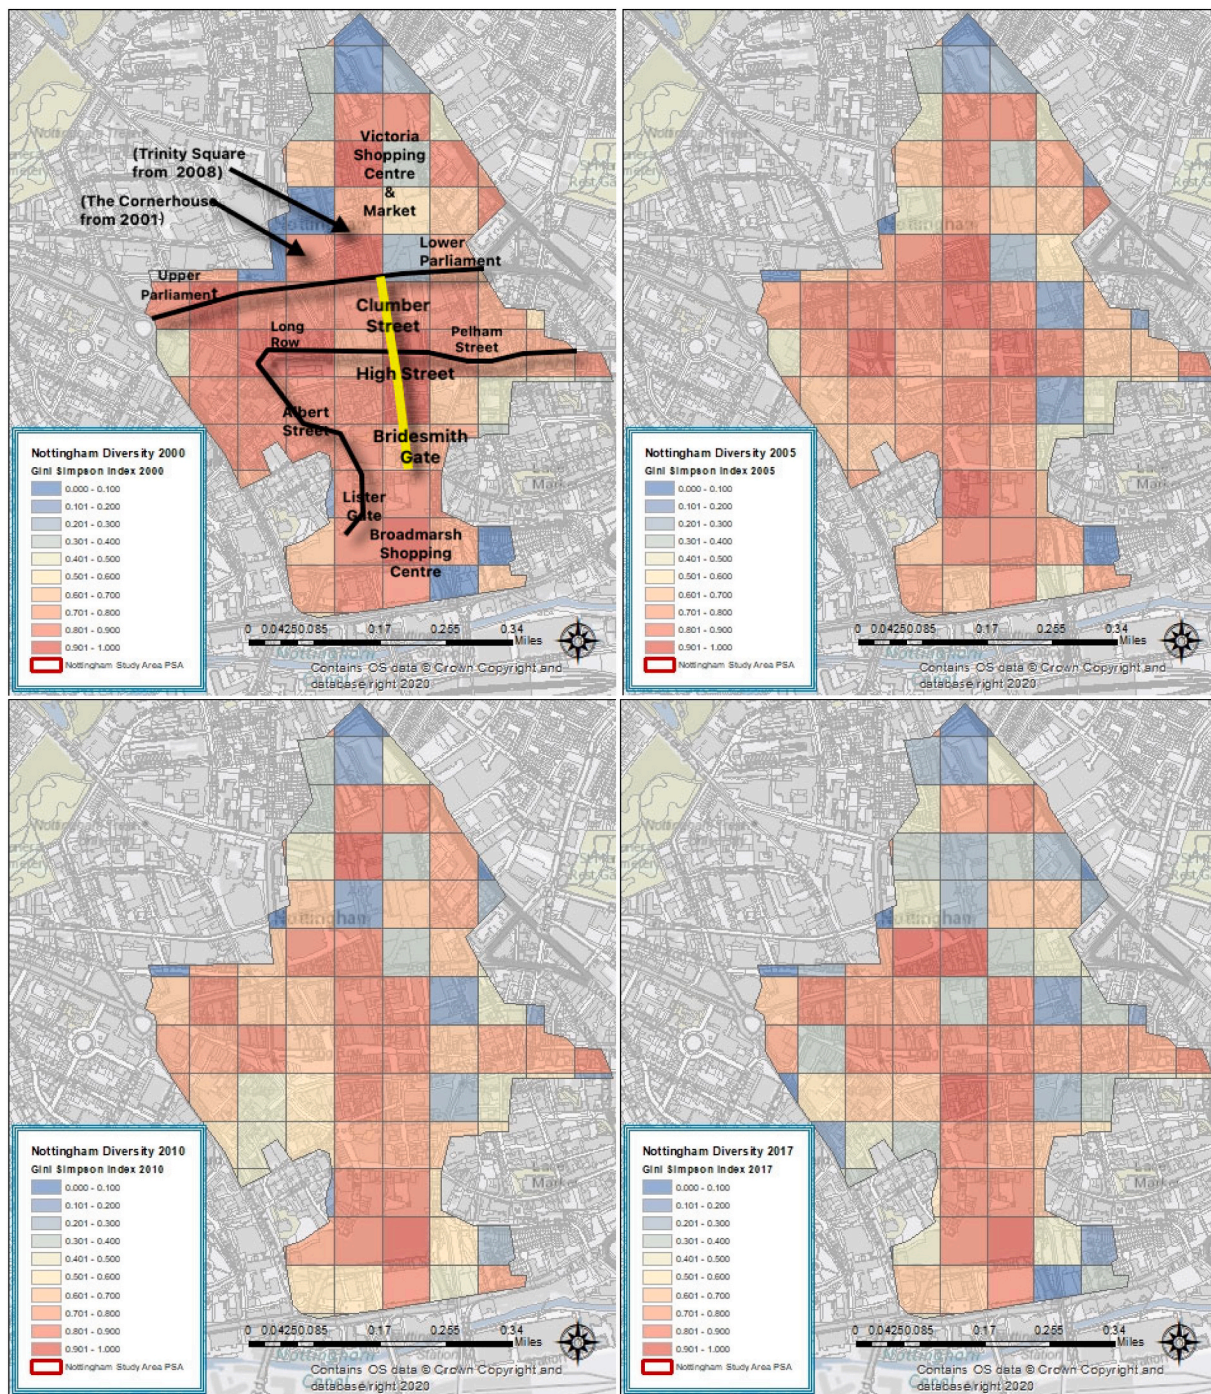 Victoria
Shopping
Centre
&
Market
(Trinity Square
from 2008)
(The Cornerhouse
from 2001)
Nottingham
Lower
Parliament
Upper
Parliament
Clumber
Street
Long
Row
Pelham
Street
High Street
Albert
Street
Bridesmith
Gate
Lister
Gate
Broadmarsh
Shopping
Centre
Nottingham Diversity 2000
Gini Simpson Index 2000
0.000 - 0.100
0.101 - 0.200
0.201 - 0.300
0.301 - 0.400
0.401 - 0.500
0.501 - 0.600
0.601 - 0.700
0.701 - 0.800
0.801 - 0.900
0.901 - 1.000
Nottingham Study Area PSA
0 0.0425 0.085 0.17 0.255 0.34
Miles
Contains OS data © Crown Copyright and
database right 2020
Market
Nottingham Diversity 2005
Gini Simpson Index 2005
0.000 - 0.100
0.101 - 0.200
0.201 - 0.300
0.301 - 0.400
0.401 - 0.500
0.501 - 0.600
0.601 - 0.700
0.701 - 0.800
0.801 - 0.900
0.901 - 1.000
Nottingham Study Area PSA
0 0.0425 0.085 0.17 0.255 0.34
Miles
Contains OS data © Crown Copyright and
database right 2020
Nottingham
Nottingham Diversity 2010
Gini Simpson Index 2010
0.000 - 0.100
0.101 - 0.200
0.201 - 0.300
0.301 - 0.400
0.401 - 0.500
0.501 - 0.600
0.601 - 0.700
0.701 - 0.800
0.801 - 0.900
0.901 - 1.000
Nottingham Study Area PSA
0 0.0425 0.085 0.17 0.255 0.34
Miles
Contains OS data © Crown Copyright and
database right 2020
Nottingham
Market
Nottingham Diversity 2017
Gini Simpson Index 2017
0.000 - 0.100
0.101 - 0.200
0.201 - 0.300
0.301 - 0.400
0.401 - 0.500
0.501 - 0.600
0.601 - 0.700
0.701 - 0.800
0.801 - 0.900
0.901 - 1.000
Nottingham Study Area PSA
0 0.0425 0.085 0.17 0.255 0.34
Miles
Contains OS data © Crown Copyright and
database right 2020